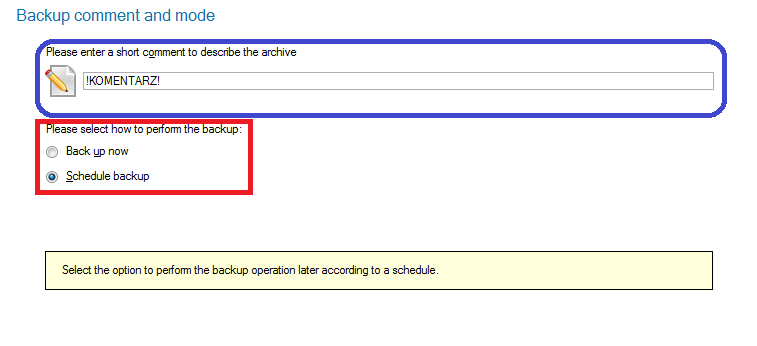 Backup comment and mode
Please enter a short comment to describe the archive
!KOMENTARZ!
Please select how to perform the backup:
Back up now
Schedule backup
Select the option to perform the backup operation later according to a schedule.